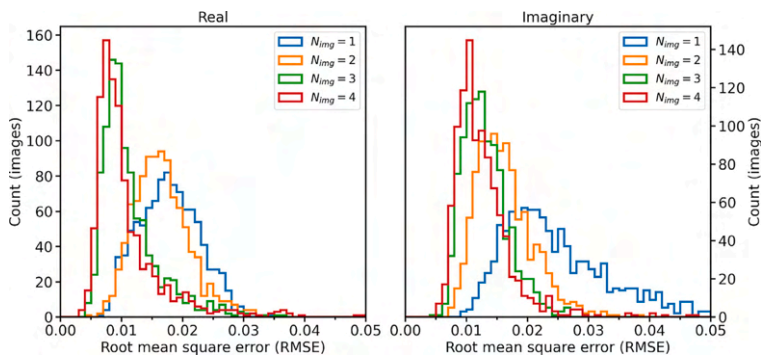 Real
Imaginary
160
140
120
100
80
60
40
20
0
Count (images)
N_img = 1
N_img = 2
N_img = 3
N_img = 4
0.00 0.01 0.02 0.03 0.04 0.05
Root mean square error (RMSE)
N_img = 1
N_img = 2
N_img = 3
N_img = 4
140
120
100
80
60
40
20
0
Count (images)
0.00 0.01 0.02 0.03 0.04 0.05
Root mean square error (RMSE)